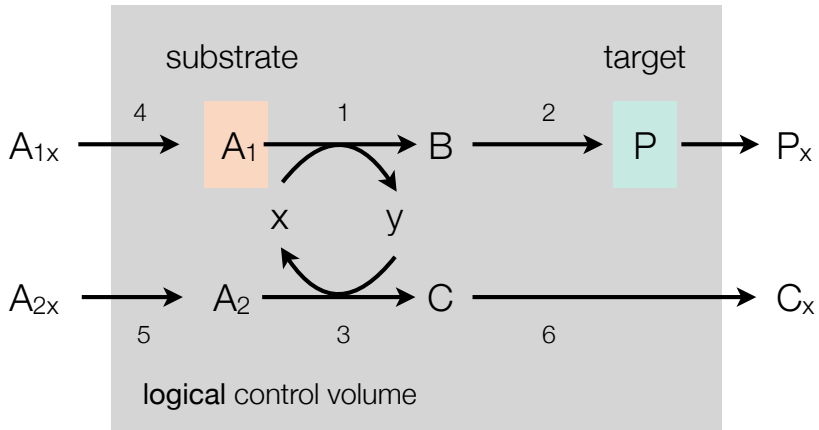 substrate target
4 1 2
A₁ₓ A₁ B P Pₓ
x y
A₂ₓ A₂ C Cₓ
5 3 6
logical control volume